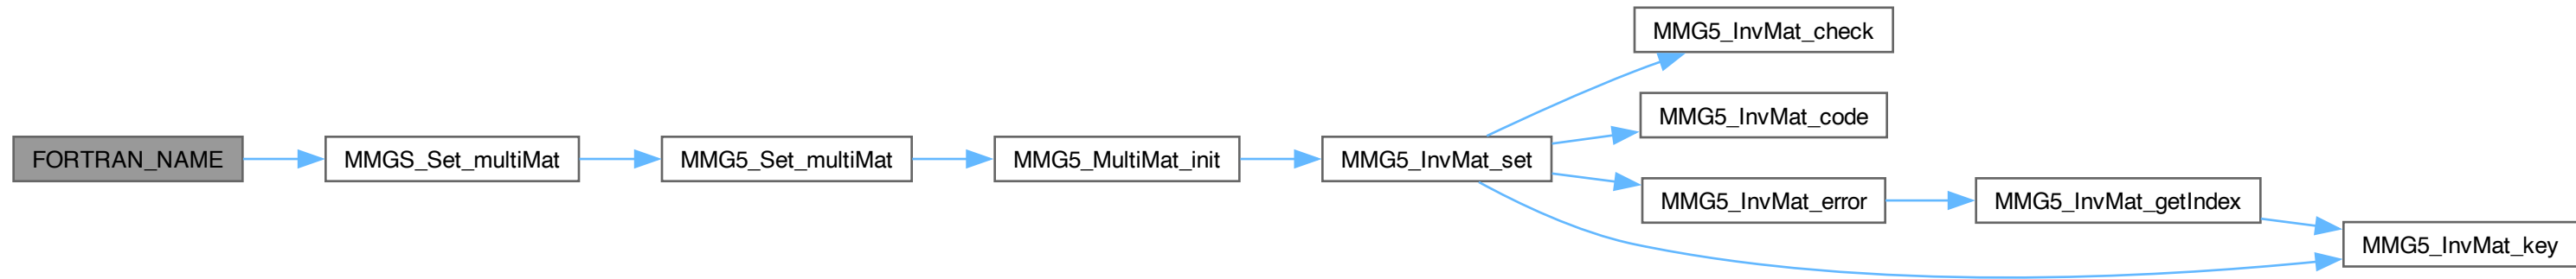 FORTRAN_NAME
MMGS_Set_multiMat
MMG5_Set_multiMat
MMG5_MultiMat_init
MMG5_InvMat_set
MMG5_InvMat_check
MMG5_InvMat_code
MMG5_InvMat_error
MMG5_InvMat_getIndex
MMG5_InvMat_key